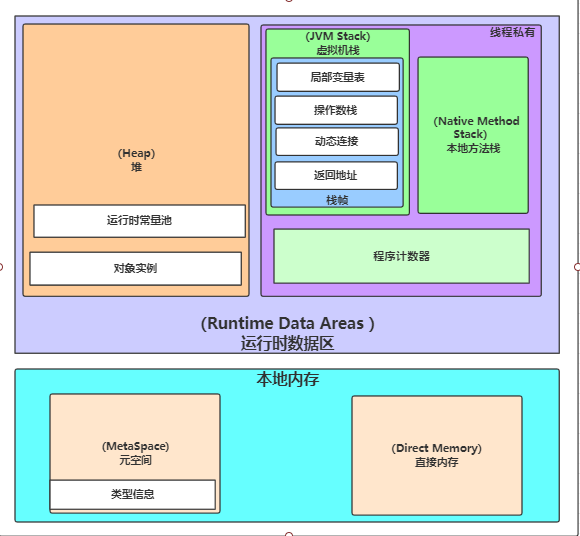 线程私有
(JVM Stack)
虚拟机栈
局部变量表
操作数栈
动态连接
返回地址
栈帧
(Native Method
Stack)
本地方法栈
(Heap)
堆
运行时常量池
对象实例
程序计数器
(Runtime Data Areas )
运行时数据区
本地内存
(MetaSpace)
元空间
类型信息
(Direct Memory)
直接内存